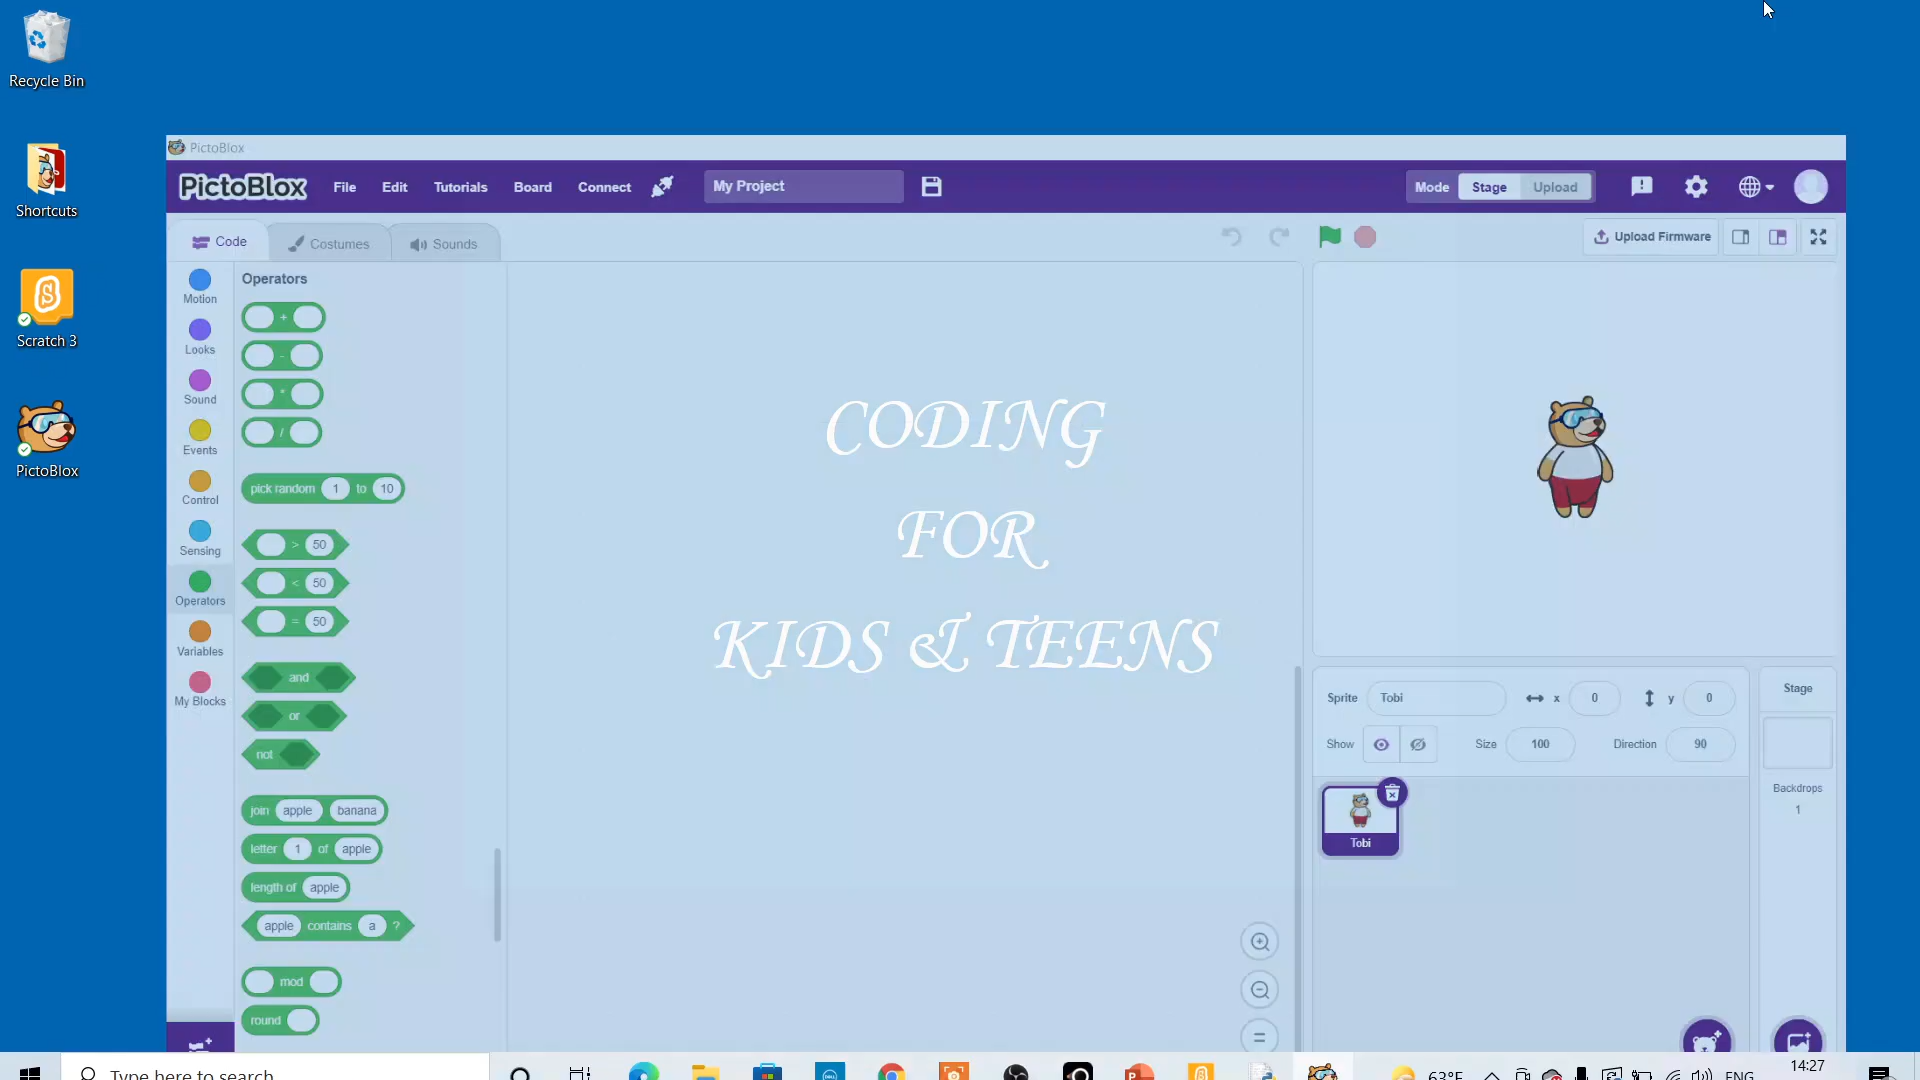 Recycle Bin
Shortcuts
Scratch 3
PictoBlox
PictoBlox
PICTOBLOX File Edit Tutorials Board Connect My Project Mode Stage Upload
Code Costumes Sounds Upload Firmware
Motion
Looks
Sound
Events
Control
Sensing
Operators
Variables
My Blocks
Operators
+
-
*
/
pick random 1 to 10
> 50
< 50
= 50
and
or
not
join apple banana
letter 1 of apple
length of apple
apple contains a ?
mod
round
CODING
FOR
KIDS & TEENS
Sprite Tobi x 0 y 0
Show Size 100 Direction 90
Tobi
Stage
Backdrops
1
Type here to search
63°F ENG 14:27